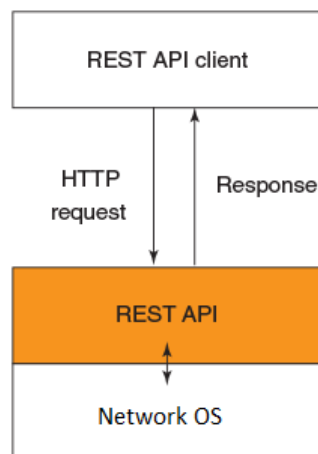 REST API client
HTTP
request
Response
REST API
Network OS